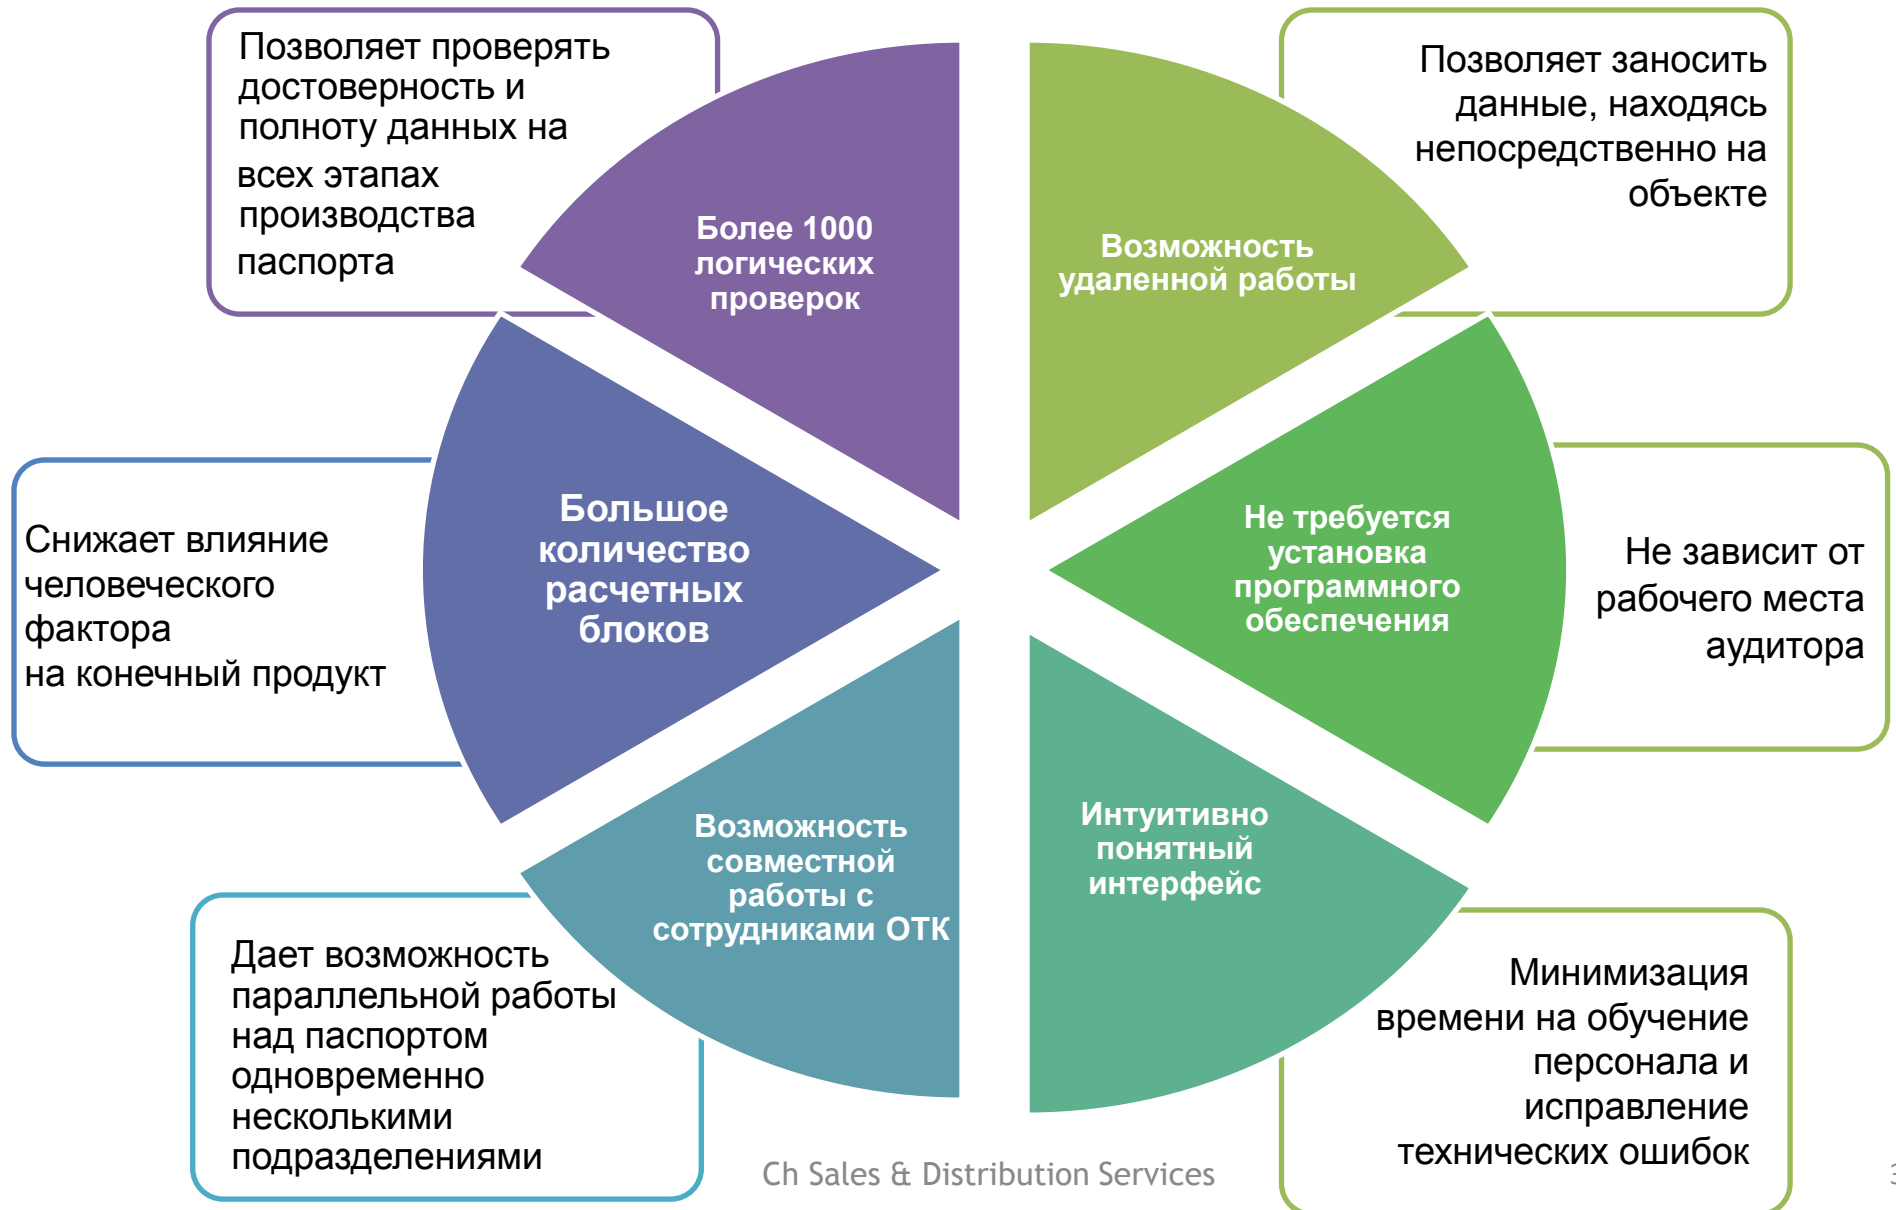 Позволяет проверять
достоверность и
полноту данных на
всех этапах
производства
паспорта
Более 1000
логических
проверок
Возможность
удаленной работы
Позволяет заносить
данные, находясь
непосредственно на
объекте
Снижает влияние
человеческого
фактора
на конечный продукт
Большое
количество
расчетных
блоков
Не требуется
установка
программного
обеспечения
Не зависит от
рабочего места
аудитора
Дает возможность
параллельной работы
над паспортом
одновременно
несколькими
подразделениями
Возможность
совместной
работы с
сотрудниками ОТК
Интуитивно
понятный
интерфейс
Минимизация
времени на обучение
персонала и
исправление
технических ошибок
Ch Sales & Distribution Services